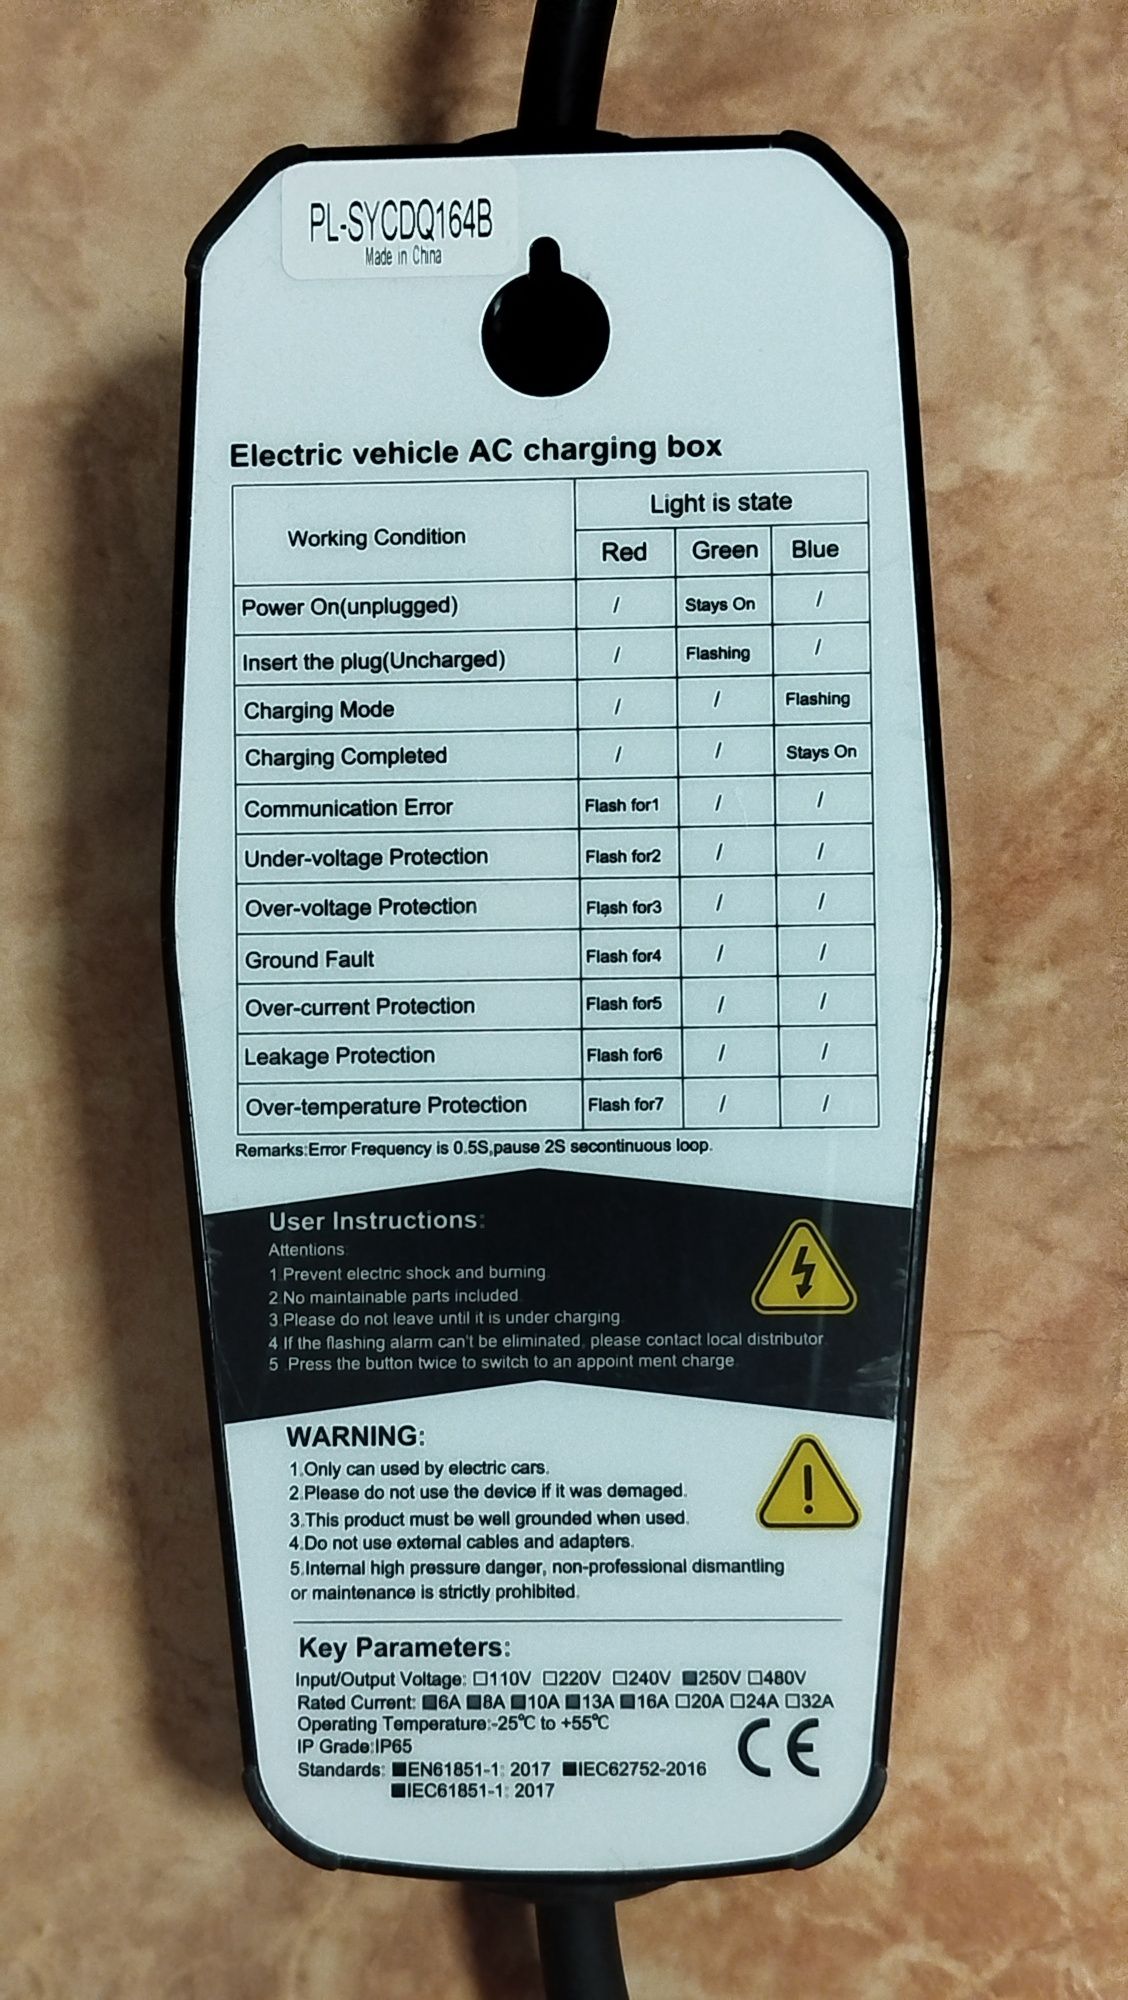 PL-SYCDQ164B
Made in China
Electric vehicle AC charging box
Working Condition
Light is state
Red Green Blue
Power On(unplugged) / Stays On /
Insert the plug(Uncharged) / Flashing /
Charging Mode / / Flashing
Charging Completed / / Stays On
Communication Error Flash for1 / /
Under-voltage Protection Flash for2 / /
Over-voltage Protection Flash for3 / /
Ground Fault Flash for4 / /
Over-current Protection Flash for5 / /
Leakage Protection Flash for6 / /
Over-temperature Protection Flash for7 / /
Remarks:Error Frequency is 0.5S,pause 2S secontinuous loop.
User Instructions:
Attentions:
1.Prevent electric shock and burning.
2.No maintainable parts included.
3.Please do not leave until it is under charging.
4.If the flashing alarm can't be eliminated, please contact local distributor.
5 .Press the button twice to switch to an appoint ment charge.
WARNING:
1.Only can used by electric cars.
2.Please do not use the device if it was damaged.
3.This product must be well grounded when used.
4.Do not use external cables and adapters.
5.Internal high pressure danger, non-professional dismantling
or maintenance is strictly prohibited.
Key Parameters:
Input/Output Voltage: □110V □220V □240V ■250V □480V
Rated Current: ■6A ■8A ■10A ■13A ■16A □20A □24A □32A
Operating Temperature:-25℃ to +55℃
IP Grade:IP65
CE
Standards: ■EN61851-1: 2017 ■IEC62752-2016
■IEC61851-1: 2017